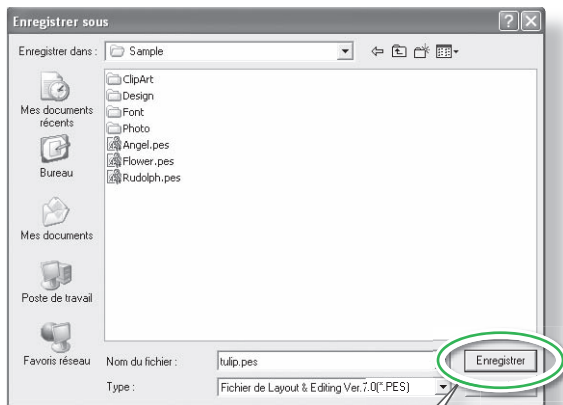 Enregistrer sous
Enregistrer dans :
Sample
Mes documents
récents
Bureau
Mes documents
Poste de travail
Favoris réseau
ClipArt
Design
Font
Photo
Angel.pes
Flower.pes
Rudolph.pes
Nom du fichier :
tulip.pes
Enregistrer
Type :
Fichier de Layout & Editing Ver.7.0(*.PES)